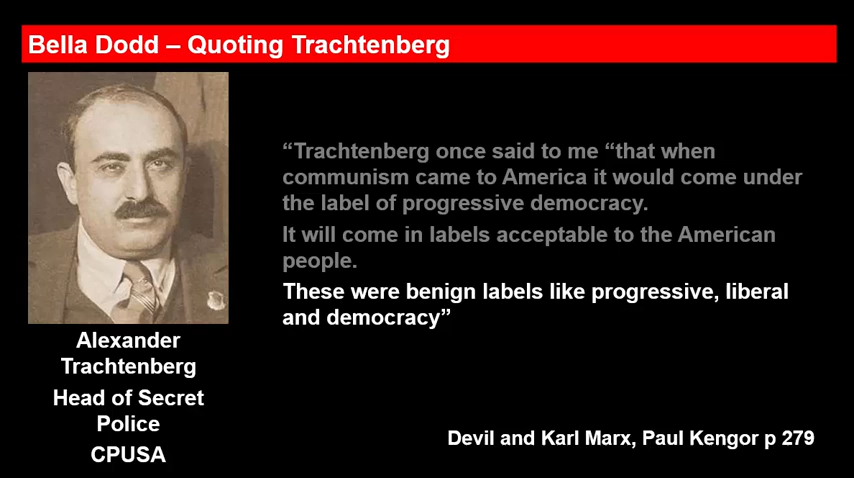 Bella Dodd – Quoting Trachtenberg
“Trachtenberg once said to me “that when
communism came to America it would come under
the label of progressive democracy.
It will come in labels acceptable to the American
people.
These were benign labels like progressive, liberal
and democracy”
Alexander
Trachtenberg
Head of Secret
Police
CPUSA
Devil and Karl Marx, Paul Kengor p 279